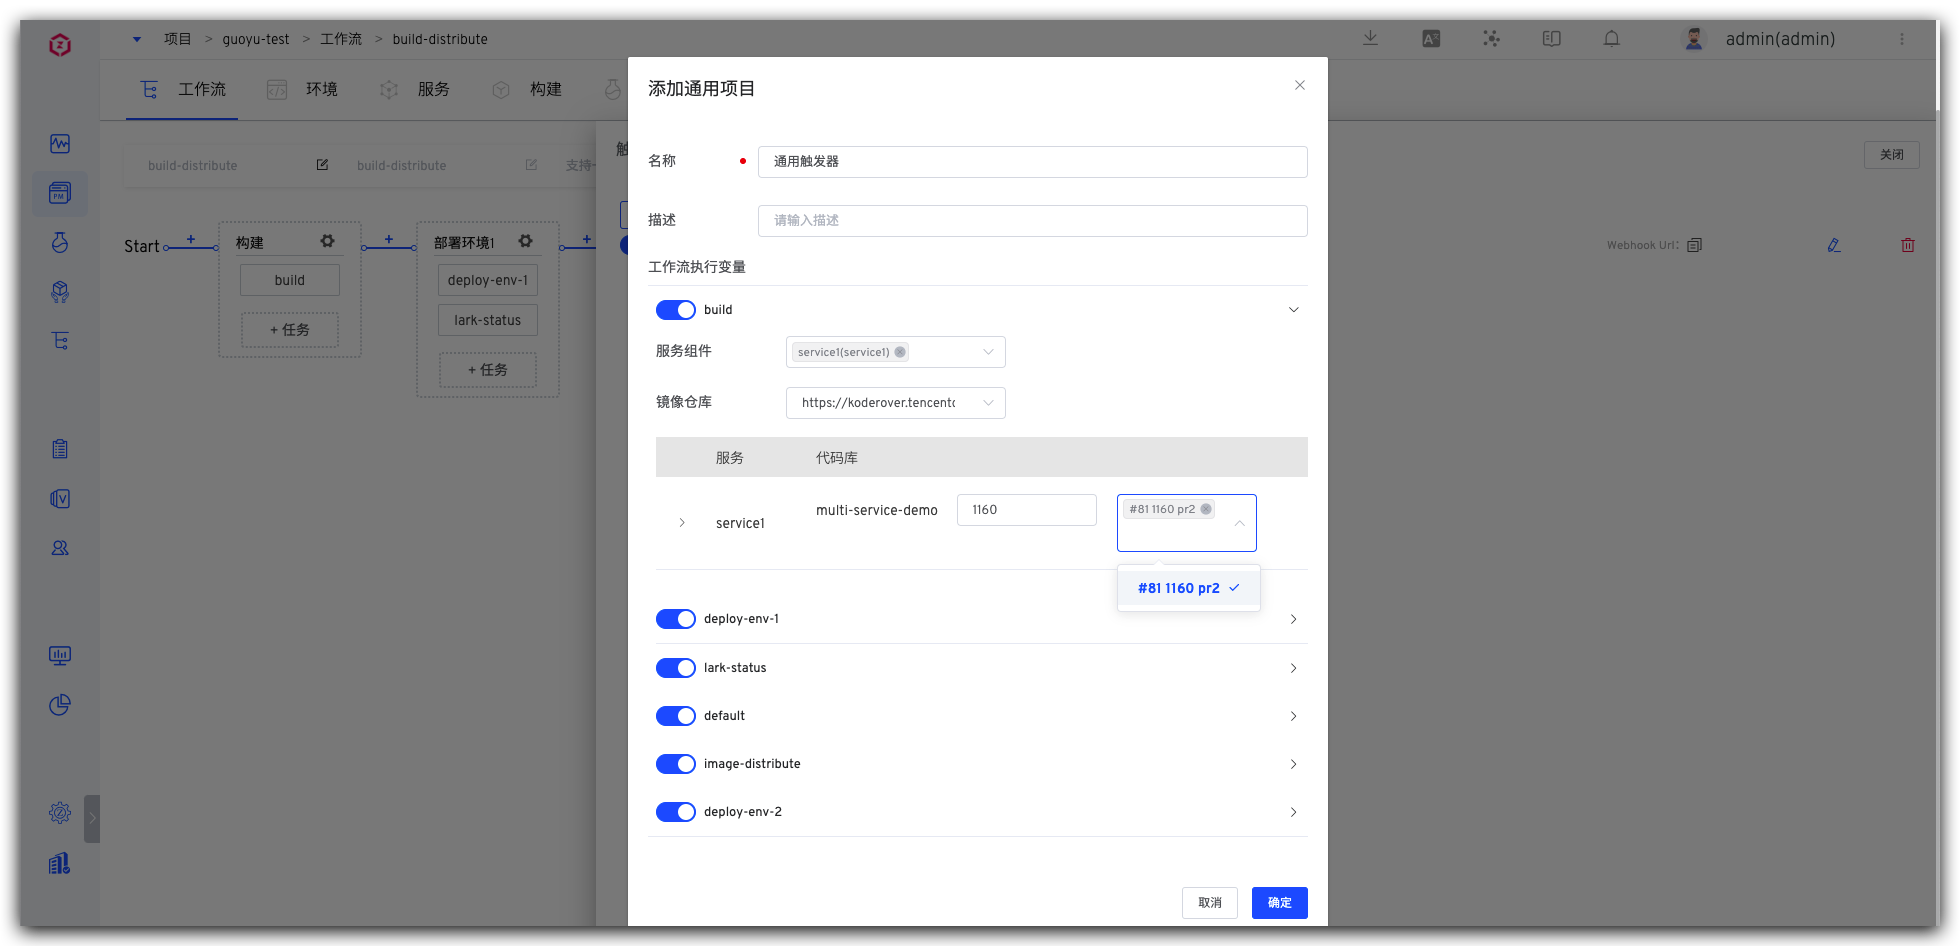 项目 > guoyu-test > 工作流 > build-distribute
admin(admin)
工作流 环境 服务 构建
build-distribute build-distribute 支持-
触
关闭
Start
构建
build
+ 任务
部署环境1
deploy-env-1
lark-status
+ 任务
Webhook Url:
添加通用项目
名称 通用触发器
描述 请输入描述
工作流执行变量
build
服务组件 service1(service1)
镜像仓库 https://koderover.tencentc
服务 代码库
service1 multi-service-demo 1160 #81 1160 pr2
#81 1160 pr2
deploy-env-1
lark-status
default
image-distribute
deploy-env-2
取消 确定